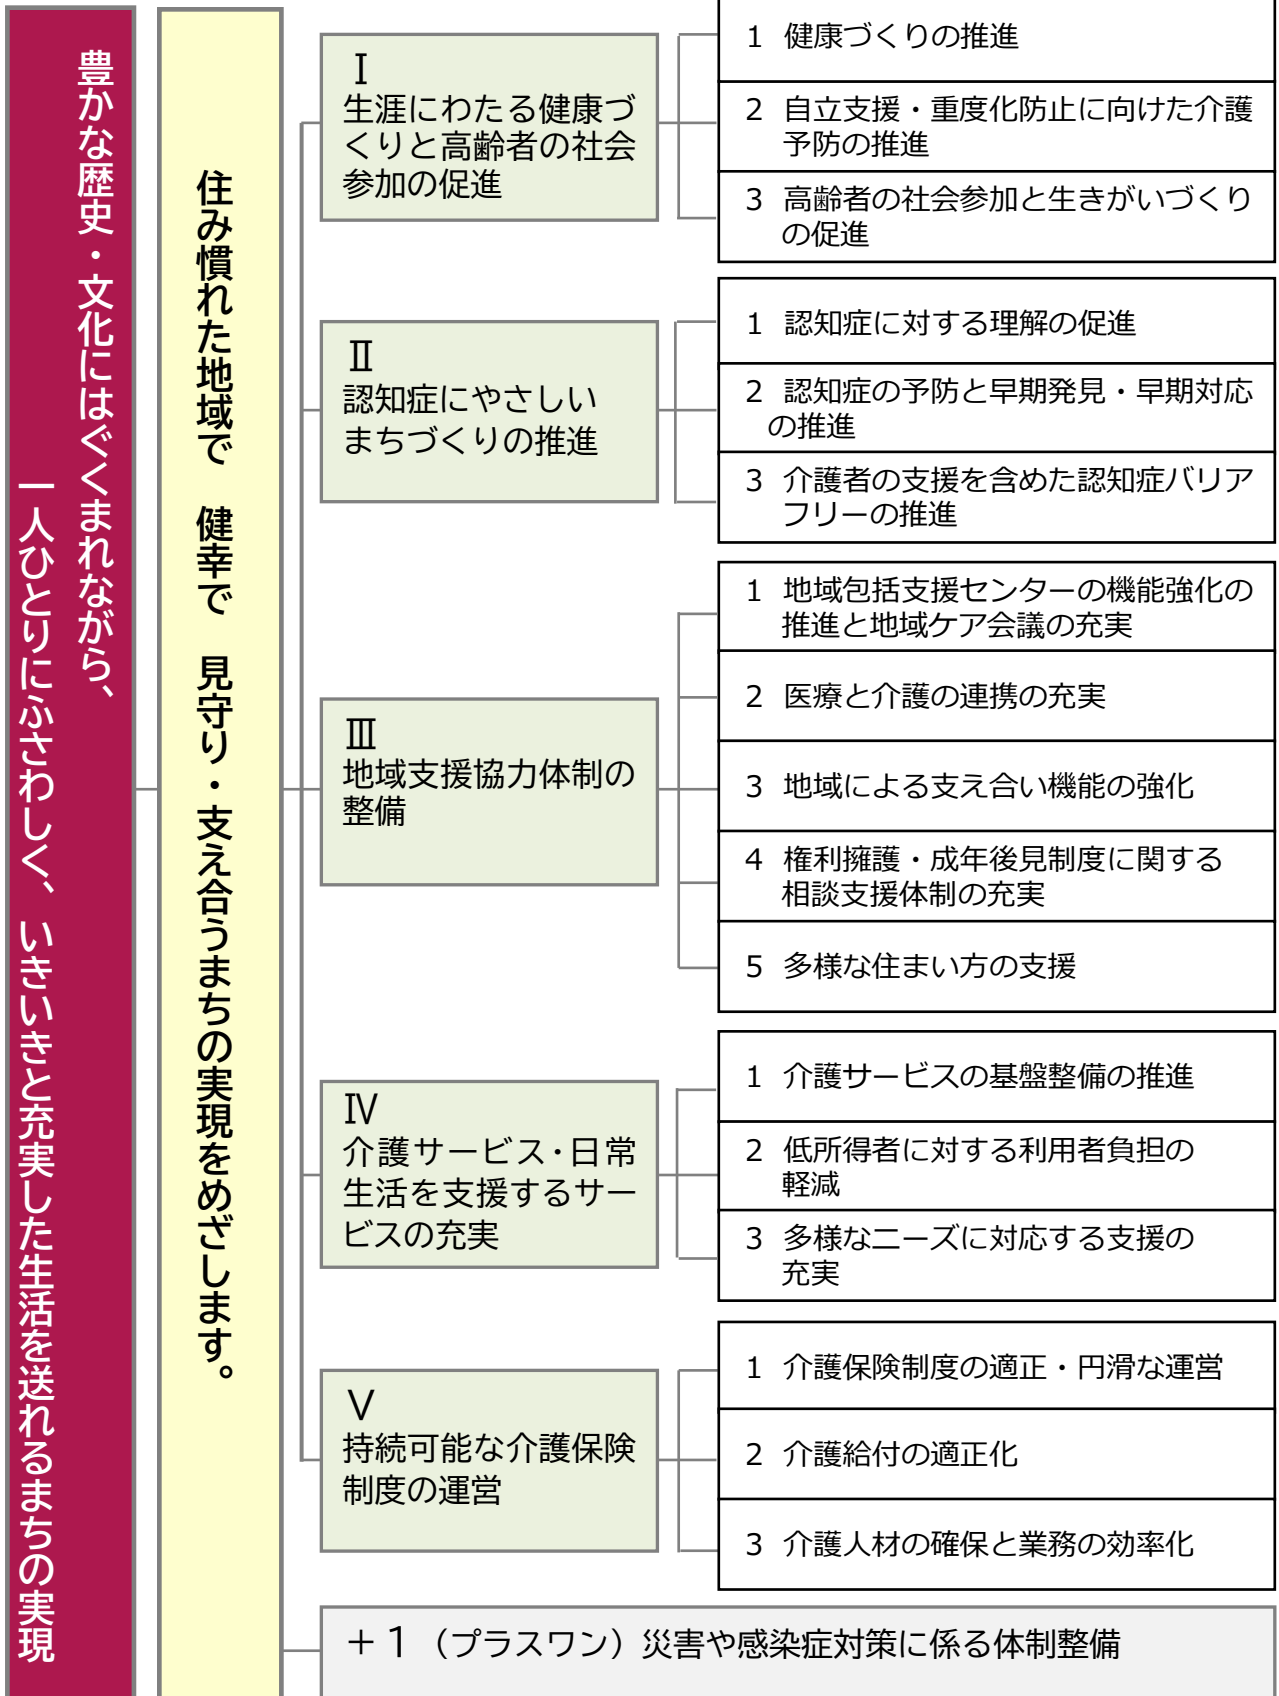 豊かな歴史・文化にはぐくまれながら、
一人ひとりにふさわしく、いきいきと充実した生活を送れるまちの実現
住み慣れた地域で　健幸で　見守り・支え合うまちの実現をめざします。
Ⅰ
生涯にわたる健康づ
くりと高齢者の社会
参加の促進
1 健康づくりの推進
2 自立支援・重度化防止に向けた介護
予防の推進
3 高齢者の社会参加と生きがいづくり
の促進
Ⅱ
認知症にやさしい
まちづくりの推進
1 認知症に対する理解の促進
2 認知症の予防と早期発見・早期対応
の推進
3 介護者の支援を含めた認知症バリア
フリーの推進
Ⅲ
地域支援協力体制の
整備
1 地域包括支援センターの機能強化の
推進と地域ケア会議の充実
2 医療と介護の連携の充実
3 地域による支え合い機能の強化
4 権利擁護・成年後見制度に関する
相談支援体制の充実
5 多様な住まい方の支援
Ⅳ
介護サービス・日常
生活を支援するサー
ビスの充実
1 介護サービスの基盤整備の推進
2 低所得者に対する利用者負担の
軽減
3 多様なニーズに対応する支援の
充実
Ⅴ
持続可能な介護保険
制度の運営
1 介護保険制度の適正・円滑な運営
2 介護給付の適正化
3 介護人材の確保と業務の効率化
＋１（プラスワン）災害や感染症対策に係る体制整備